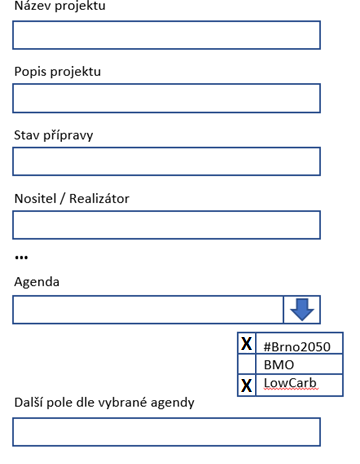 Název projektu
Popis projektu
Stav přípravy
Nositel / Realizátor
...
Agenda
X #Brno2050
BMO
X LowCarb
Další pole dle vybrané agendy